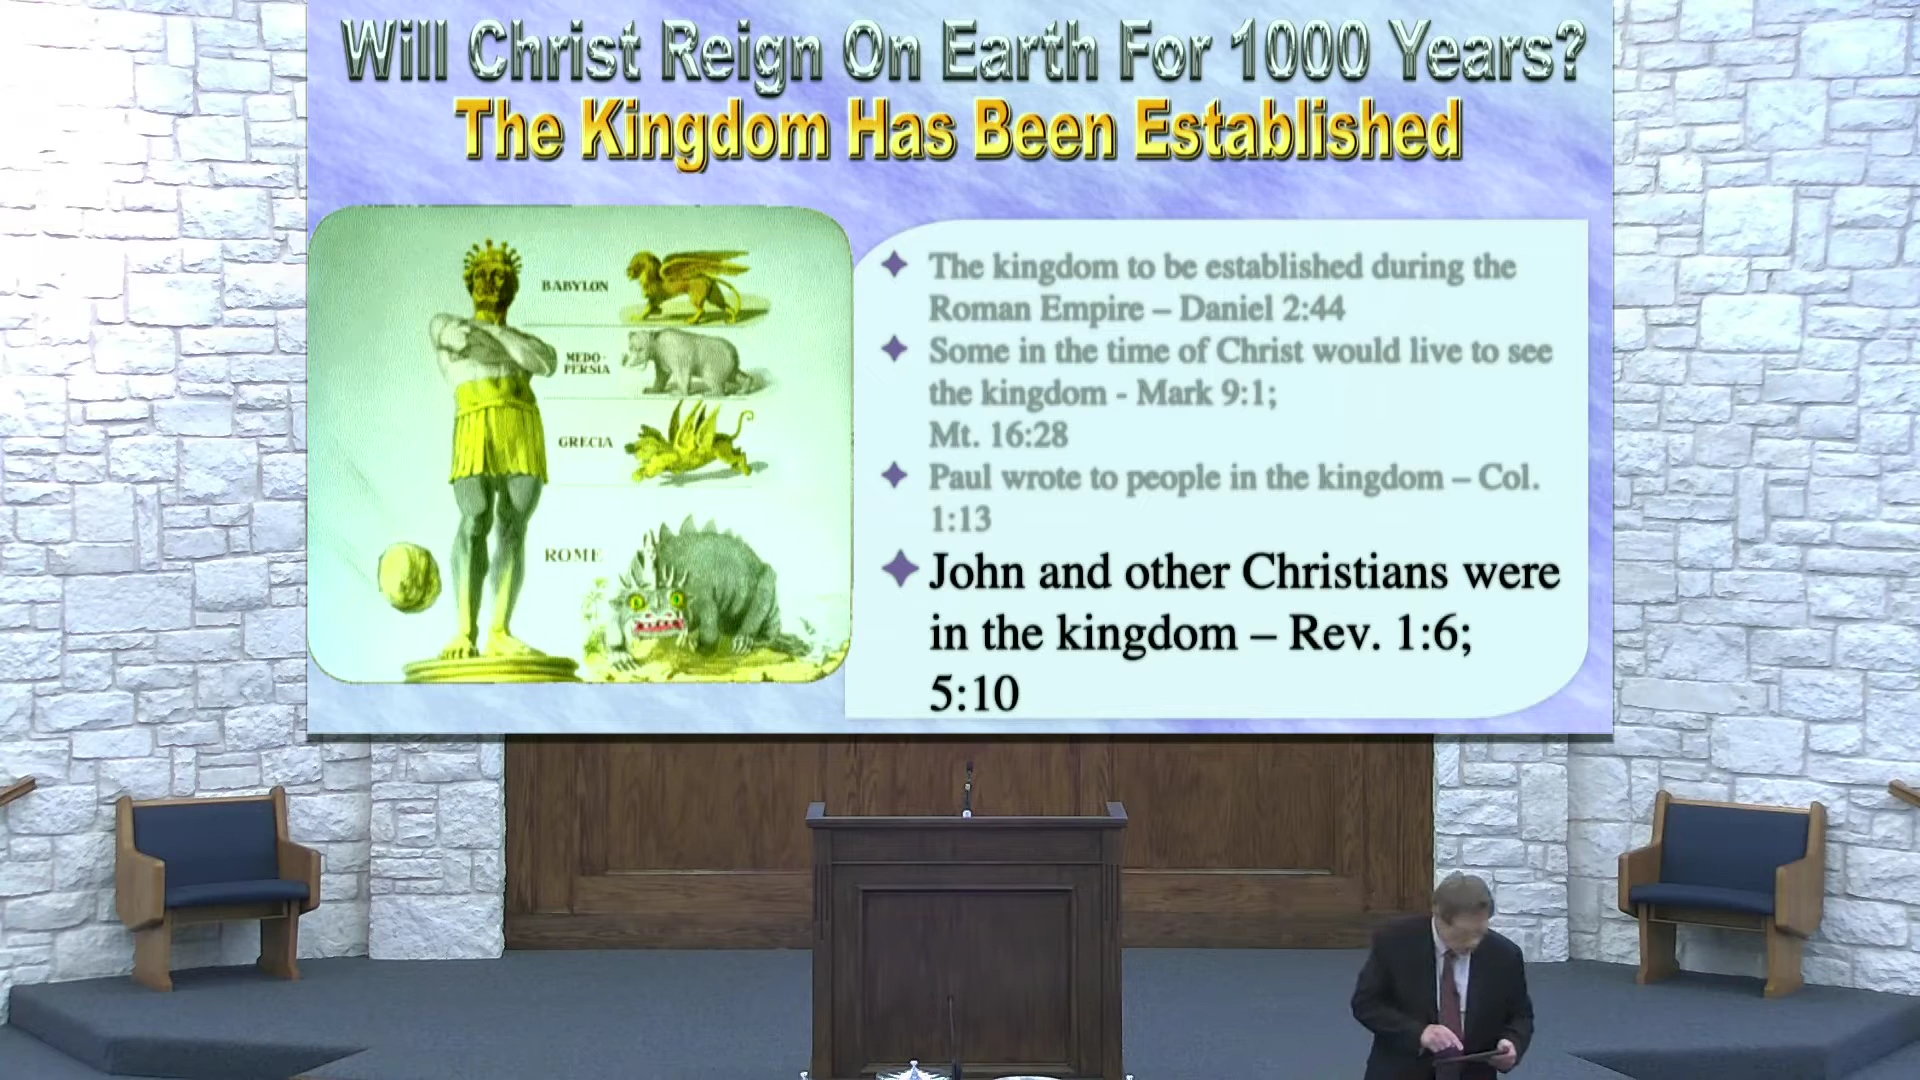 Will Christ Reign On Earth For 1000 Years?
The Kingdom Has Been Established
BABYLON
MEDO-
PERSIA
GRECIA
ROME
The kingdom to be established during the
Roman Empire – Daniel 2:44
Some in the time of Christ would live to see
the kingdom - Mark 9:1;
Mt. 16:28
Paul wrote to people in the kingdom – Col.
1:13
John and other Christians were
in the kingdom – Rev. 1:6;
5:10